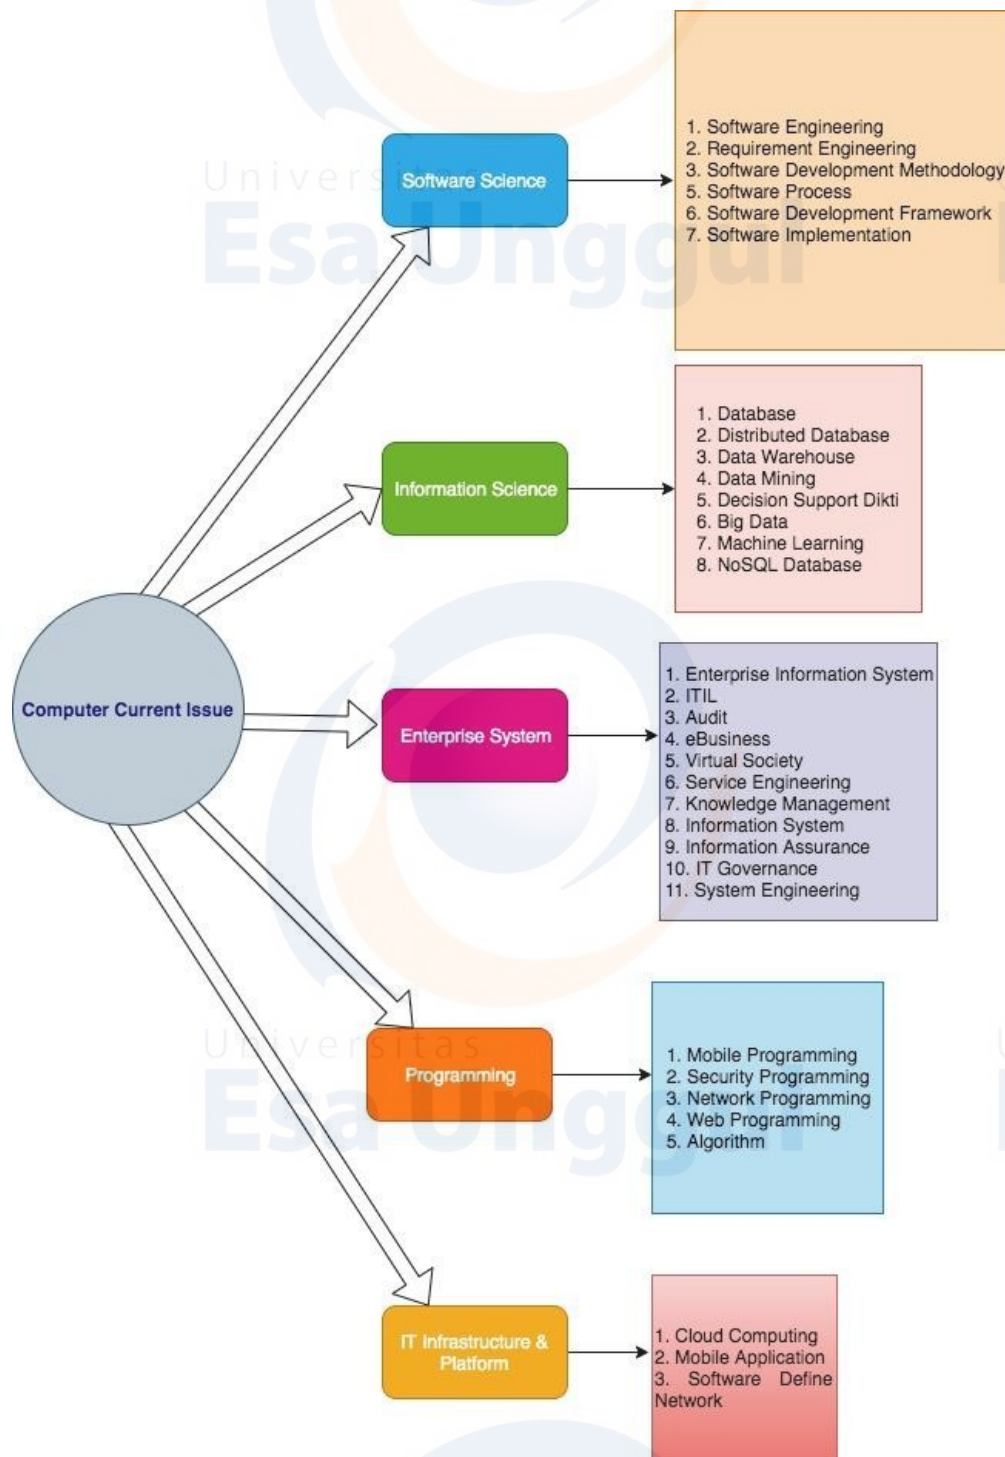 Universitas
Esa Unggul
Software Science
1. Software Engineering
2. Requirement Engineering
3. Software Development Methodology
5. Software Process
6. Software Development Framework
7. Software Implementation
Information Science
1. Database
2. Distributed Database
3. Data Warehouse
4. Data Mining
5. Decision Support Dikti
6. Big Data
7. Machine Learning
8. NoSQL Database
Computer Current Issue
Enterprise System
1. Enterprise Information System
2. ITIL
3. Audit
4. eBusiness
5. Virtual Society
6. Service Engineering
7. Knowledge Management
8. Information System
9. Information Assurance
10. IT Governance
11. System Engineering
Universitas
Esa Unggul
Programming
1. Mobile Programming
2. Security Programming
3. Network Programming
4. Web Programming
5. Algorithm
IT Infrastructure &
Platform
1. Cloud Computing
2. Mobile Application
3. Software Define
Network